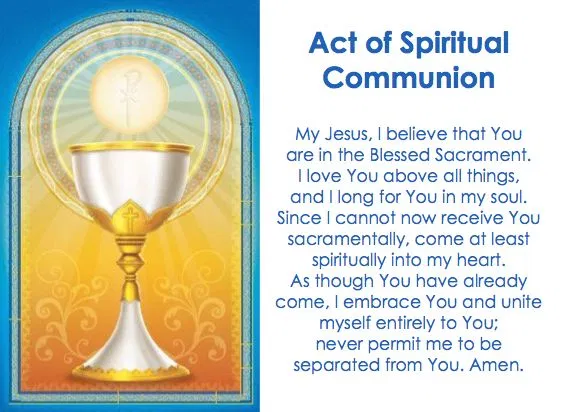 Act of Spiritual
Communion
My Jesus, I believe that You
are in the Blessed Sacrament.
I love You above all things,
and I long for You in my soul.
Since I cannot now receive You
sacramentally, come at least
spiritually into my heart.
As though You have already
come, I embrace You and unite
myself entirely to You;
never permit me to be
separated from You. Amen.